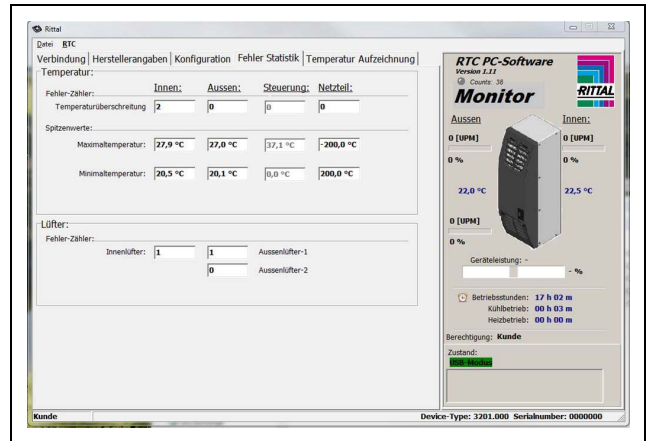 Rittal
Datei RTC
Verbindung Herstellerangaben Konfiguration Fehler Statistik Temperatur Aufzeichnung
Temperatur:
Fehler-Zähler: Innen: Aussen: Steuerung: Netzteil:
Temperaturüberschreitung 2 0 0 0
Spitzenwerte:
Maximaltemperatur: 27,9 °C 27,0 °C 37,1 °C -200,0 °C
Minimaltemperatur: 20,5 °C 20,1 °C 0,0 °C 200,0 °C
Lüfter:
Fehler-Zähler:
Innenlüfter: 1 1 Aussenlüfter-1
0 Aussenlüfter-2
RTC PC-Software
Version 1.11
Counts: 36
Monitor
RITTAL
Aussen Innen:
0 [UPM] 0 [UPM]
0 % 0 %
22,0 °C 22,5 °C
0 [UPM]
0 %
Geräteleistung: -
- %
Betriebsstunden: 17 h 02 m
Kühlbetrieb: 00 h 03 m
Heizbetrieb: 00 h 00 m
Berechtigung: Kunde
Zustand:
USB-Modus
Kunde Device-Type: 3201.000 Serialnumber: 0000000